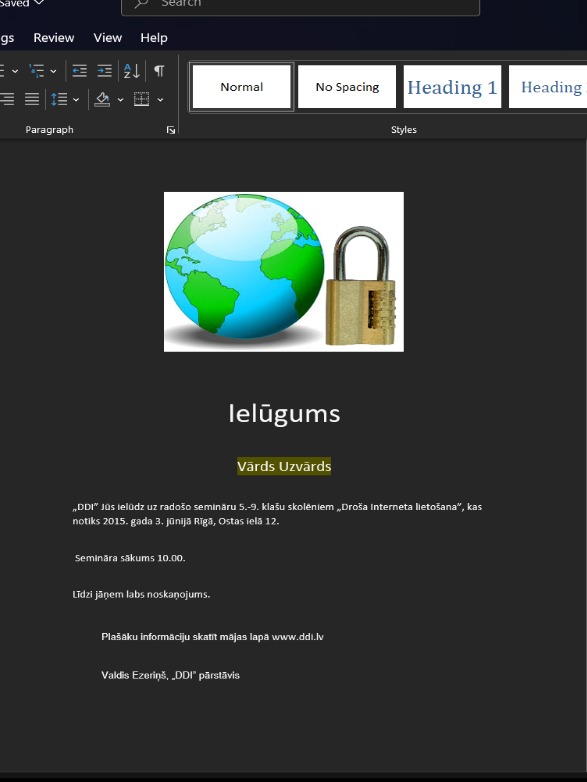 Saved
Search
gs Review View Help
Normal
No Spacing
Heading 1
Heading
Paragraph
Styles
Ielūgums
Vārds Uzvārds
„DDI” Jūs ielūdz uz radošo semināru 5.-9. klašu skolēniem „Droša Interneta lietošana”, kas
notiks 2015. gada 3. jūnijā Rīgā, Ostas ielā 12.
Semināra sākums 10.00.
Līdzi jāņem labs noskaņojums.
Plašāku informāciju skatīt mājas lapā www.ddi.lv
Valdis Ezeriņš, „DDI” pārstāvis